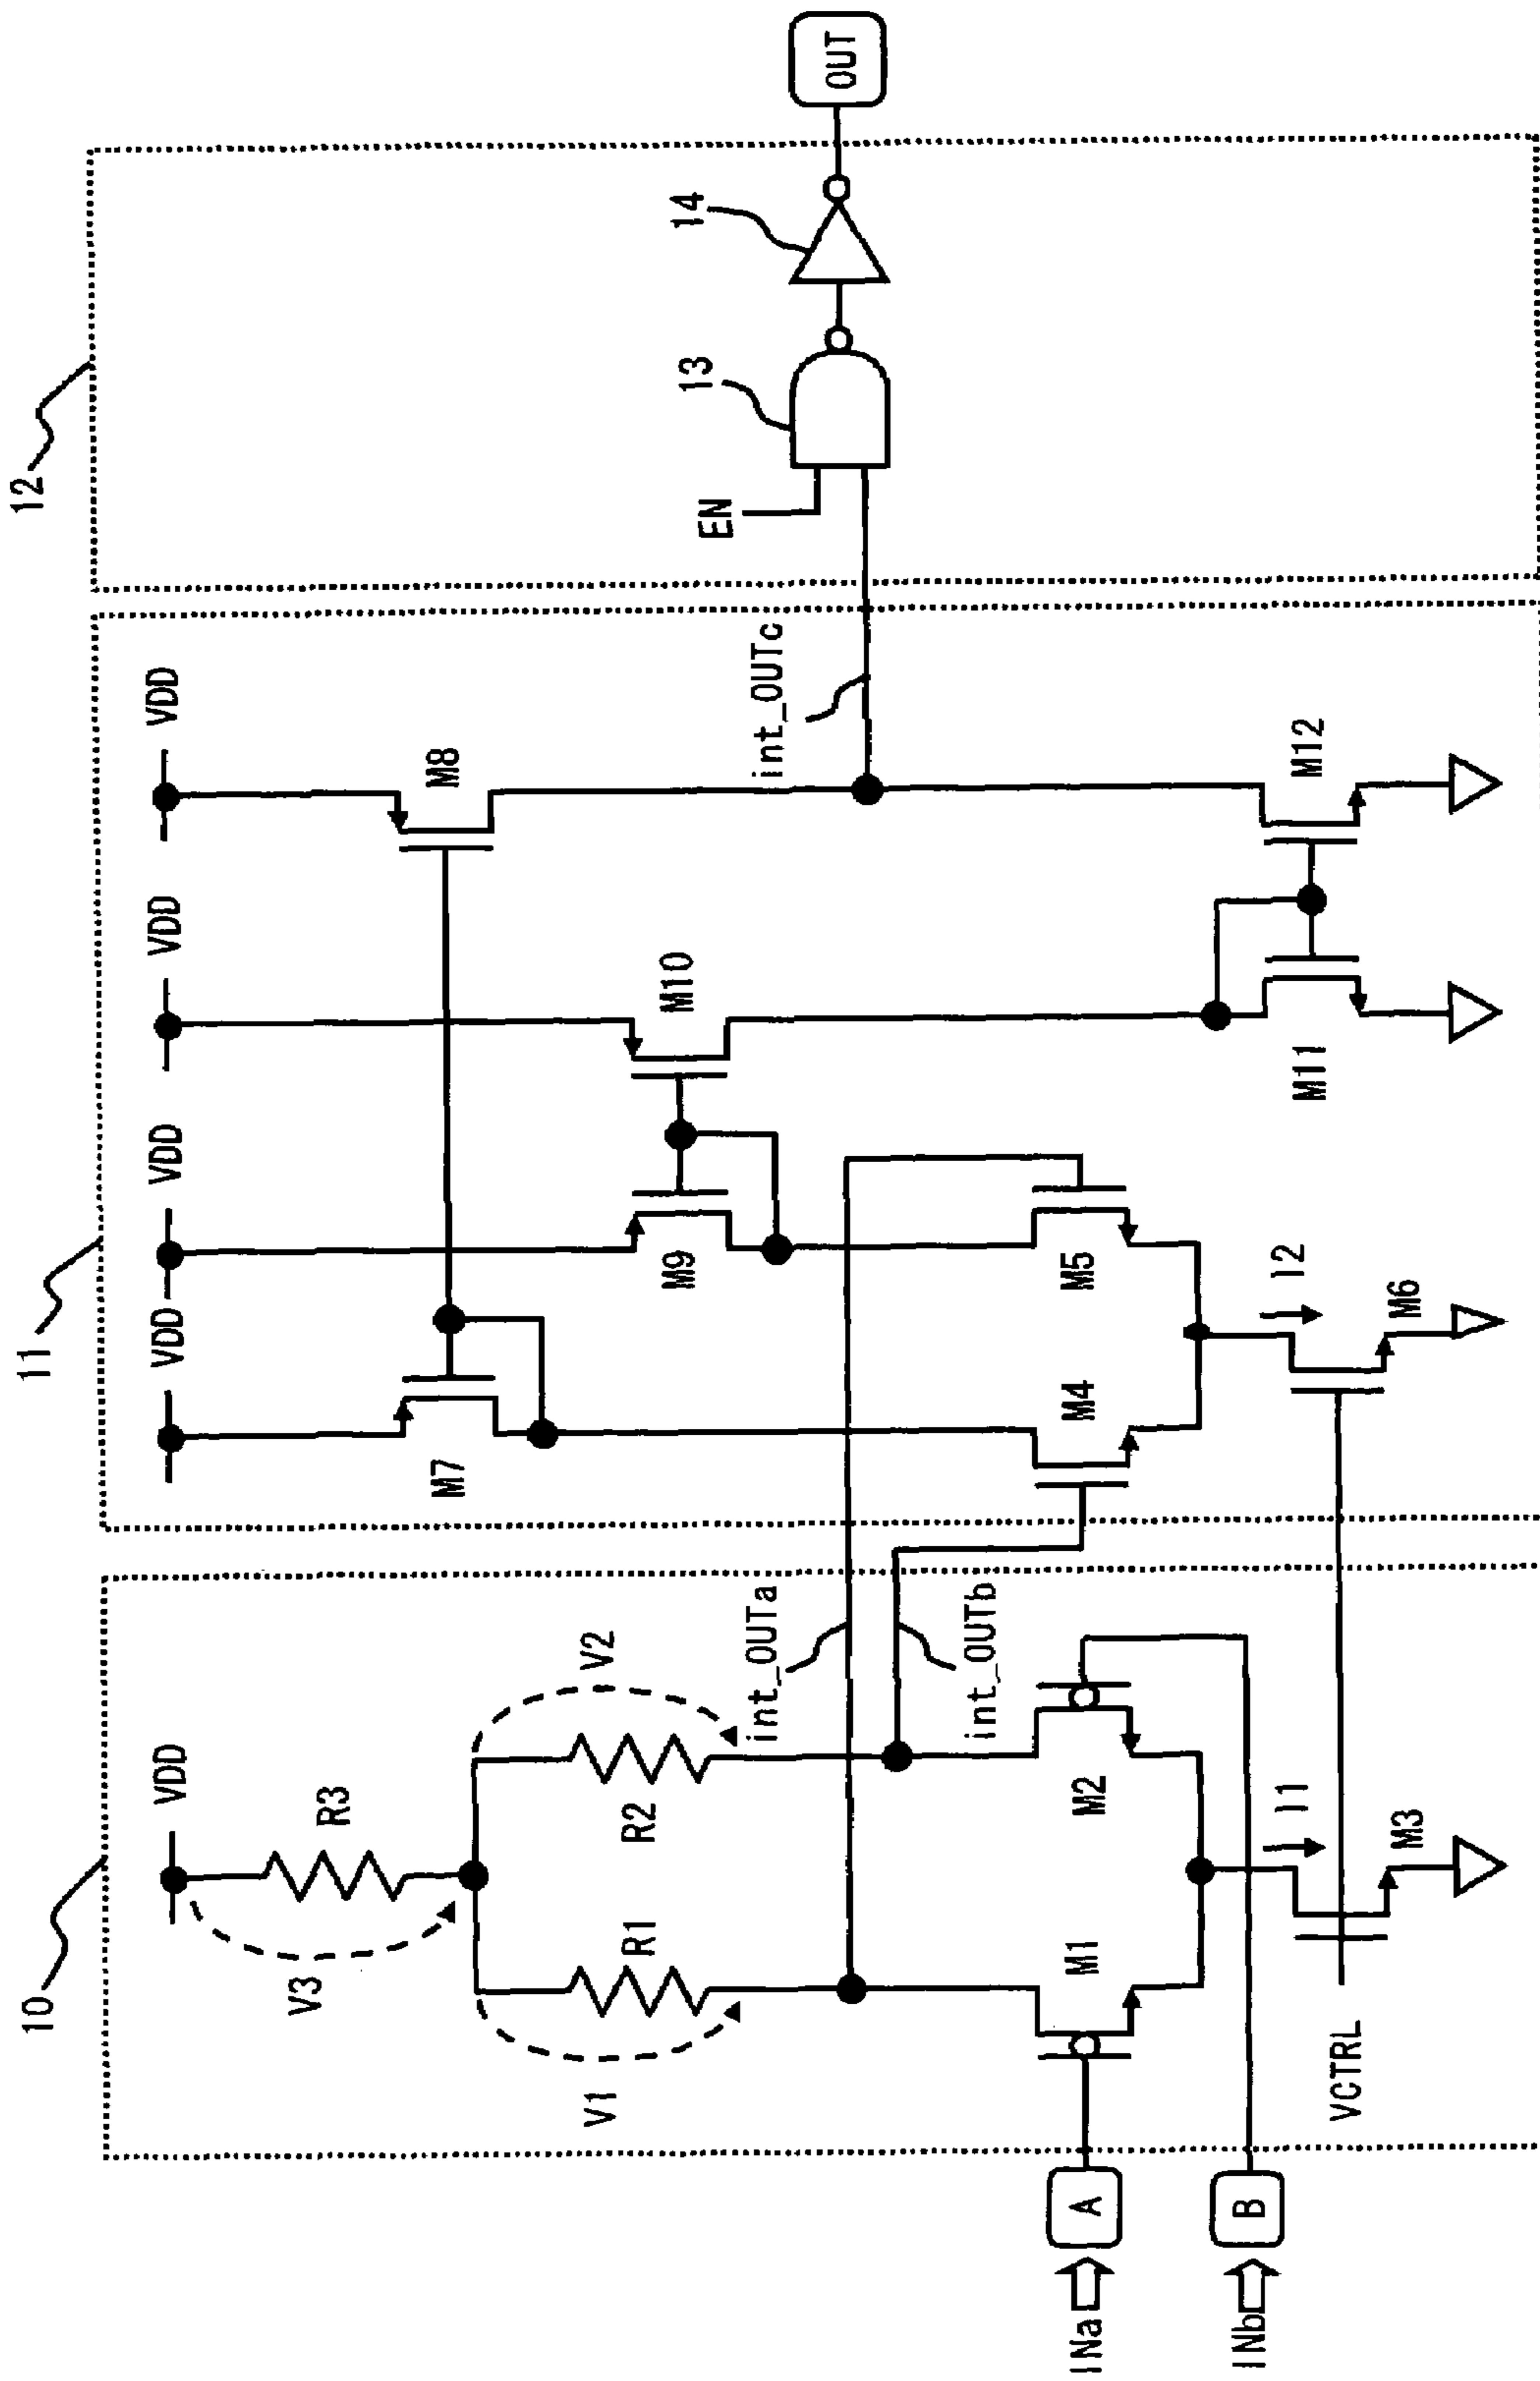 10
11
12
VDD
VDD
VDD
VDD
VDD
V3
R3
M8
V1
R1
R2
V2
M7
M9
M10
13
14
EN
OUT
int_OUTa
int_OUTc
int_OUTb
INa
A
M1
M2
M4
M5
INb
B
I1
I2
M11
M12
VCTRL
M3
M6